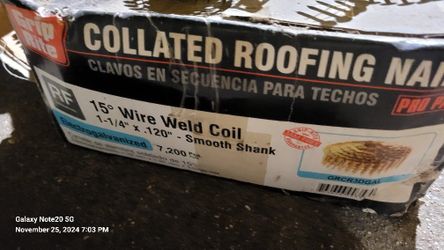 Grip
Rite
COLLATED ROOFING NAI
CLAVOS EN SECUENCIA PARA TECHOS
PRO
RF
15° Wire Weld Coil
1-1/4" x .120" - Smooth Shank
Electrogalvanized
7,200
GRCR3DGAL
Galaxy Note20 5G
November 25, 2024 7:03 PM